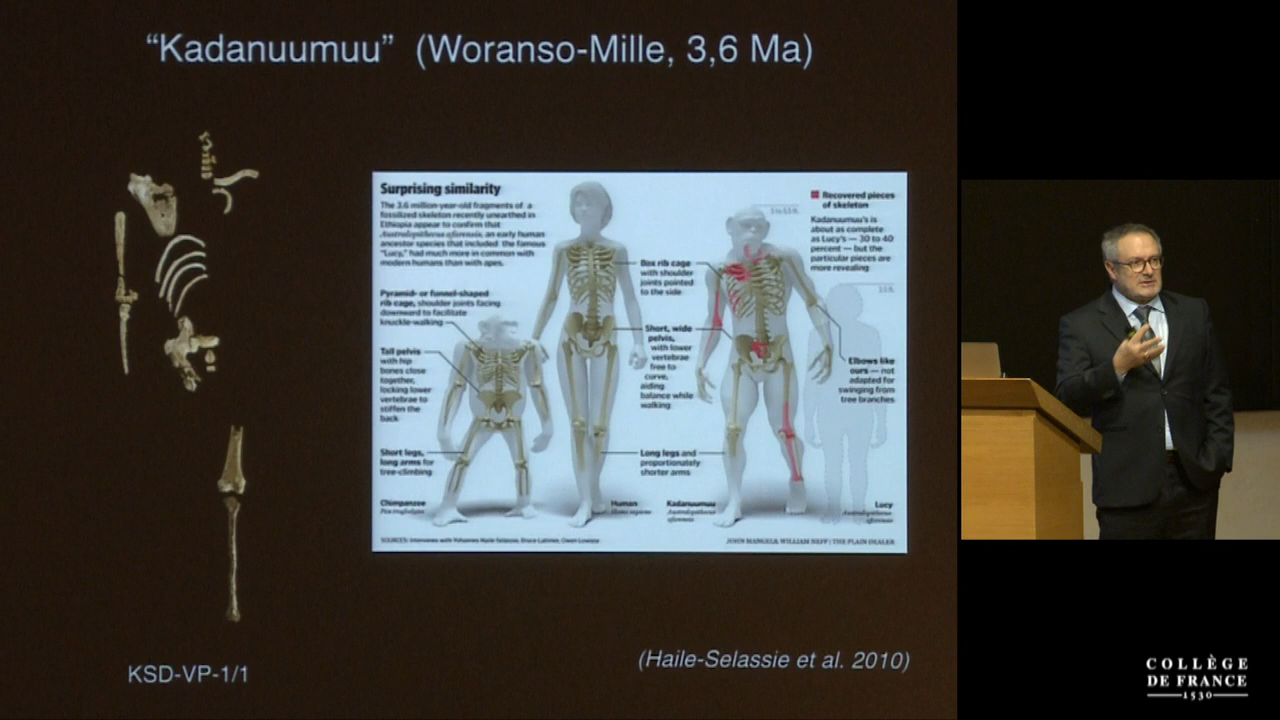 “Kadanuumuu” (Woranso-Mille, 3,6 Ma)
Surprising similarity
The 3.6 million-year-old fragments of a
fossilized skeleton recently unearthed in
Ethiopia appear to confirm that
Australopithecus afarensis, an early human
ancestor species that included the famous
"Lucy," had much more in common with
modern humans than with apes.
Pyramid- or funnel-shaped
rib cage, shoulder joints facing
downward to facilitate
knuckle-walking
Tall pelvis
with hip
bones close
together,
locking lower
vertebrae to
stiffen the
back
Short legs,
long arms for
tree-climbing
Chimpanzee
Pan troglodytes
Human
Homo sapiens
Box rib cage
with shoulder
joints pointed
to the side
Short, wide
pelvis,
with lower
vertebrae
free to
curve,
aiding
balance while
walking
Long legs and
proportionately
shorter arms
Kadanuumuu
Australopithecus
afarensis
Recovered pieces
of skeleton
Kadanuumuu's is
about as complete
as Lucy's — 30 to 40
percent — but the
particular pieces are
more revealing
Elbows like
ours — not
adapted for
swinging from
tree branches
Lucy
Australopithecus
afarensis
SOURCES: Interviews with Yohannes Haile-Selassie, Bruce Latimer, Owen Lovejoy
JOHN MANGELS, WILLIAM NEFF | THE PLAIN DEALER
KSD-VP-1/1
(Haile-Selassie et al. 2010)
COLLÈGE
DE FRANCE
1530